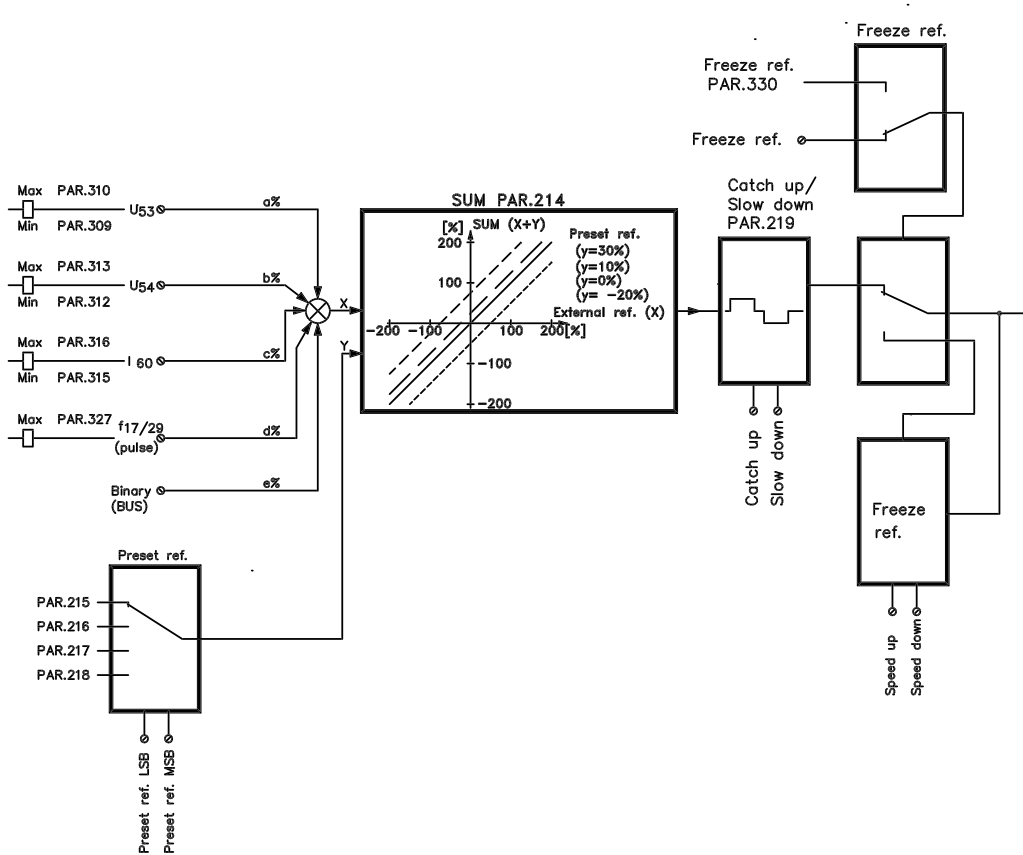 Freeze ref.
Freeze ref.
PAR.330
Freeze ref.
Catch up/
Slow down
PAR.219
Max PAR.310
U53
a%
Min PAR.309
Max PAR.313
U54
b%
Min PAR.312
Max PAR.316
I 60
c%
Min PAR.315
Max PAR.327
f17/29
(pulse)
d%
Binary
(BUS)
e%
X
Y
SUM PAR.214
[%] SUM (X+Y)
200
100
-200 -100
100 200[%]
-100
-200
Preset ref.
(y=30%)
(y=10%)
(y=0%)
(y= -20%)
External ref. (X)
Catch up
Slow down
Freeze
ref.
Speed up
Speed down
Preset ref.
PAR.215
PAR.216
PAR.217
PAR.218
Preset ref. LSB
Preset ref. MSB